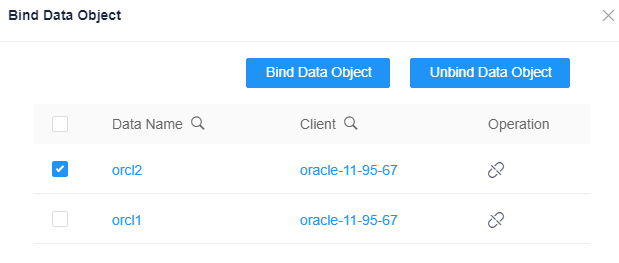 Bind Data Object
Bind Data Object Unbind Data Object
Data Name Client Operation
orcl2 oracle-11-95-67
orcl1 oracle-11-95-67